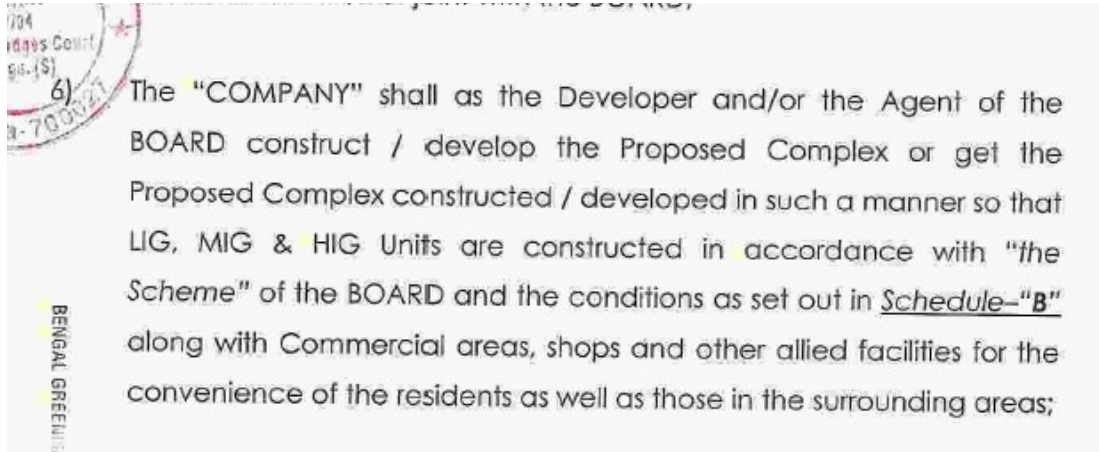 6) The "COMPANY" shall as the Developer and/or the Agent of the
BOARD construct / develop the Proposed Complex or get the
Proposed Complex constructed / developed in such a manner so that
LIG, MIG & HIG Units are constructed in accordance with "the
Scheme" of the BOARD and the conditions as set out in Schedule–"B"
along with Commercial areas, shops and other allied facilities for the
convenience of the residents as well as those in the surrounding areas;
BENGAL